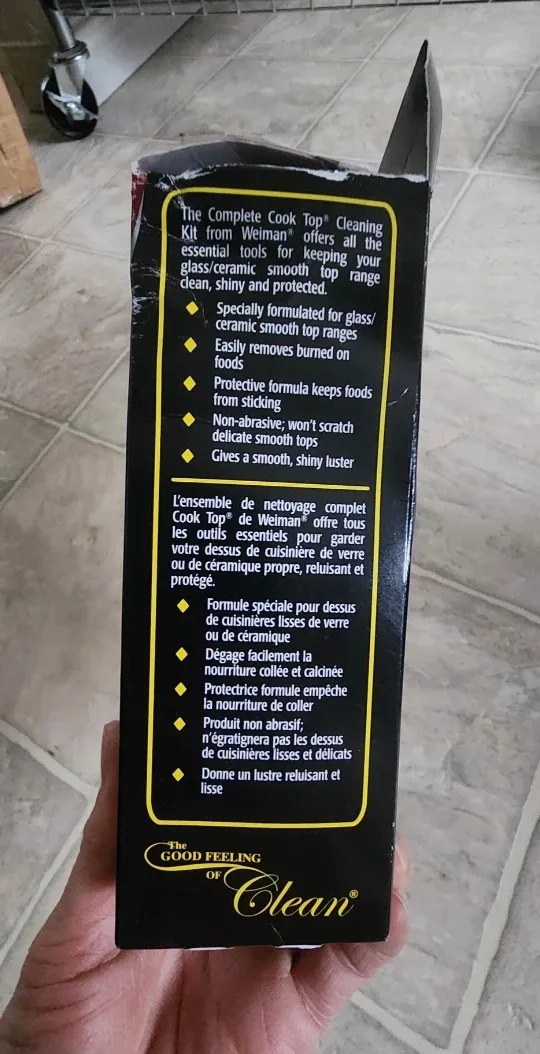 The Complete Cook Top® Cleaning
Kit from Weiman® offers all the
essential tools for keeping your
glass/ceramic smooth top range
clean, shiny and protected.
Specially formulated for glass/
ceramic smooth top ranges
Easily removes burned on
foods
Protective formula keeps foods
from sticking
Non-abrasive; won't scratch
delicate smooth tops
Gives a smooth, shiny luster
L'ensemble de nettoyage complet
Cook Top® de Weiman® offre tous
les outils essentiels pour garder
votre dessus de cuisinière de verre
ou de céramique propre, reluisant et
protégé.
Formule spéciale pour dessus
de cuisinières lisses de verre
ou de céramique
Dégage facilement la
nourriture collée et calcinée
Protectrice formule empêche
la nourriture de coller
Produit non abrasif;
n'égratignera pas les dessus
de cuisinières lisses et délicats
Donne un lustre reluisant et
lisse
The
GOOD FEELING
OF
Clean®